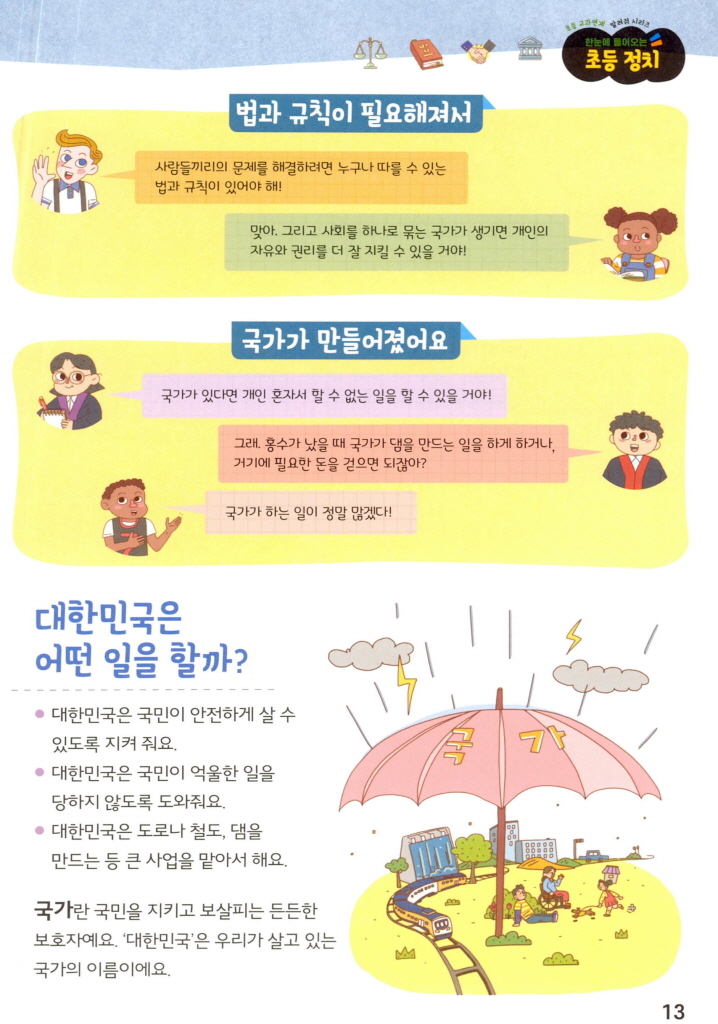 초등 교과연계 알려줘 시리즈
한눈에 들어오는
초등 정치
법과 규칙이 필요해져서
사람들끼리의 문제를 해결하려면 누구나 따를 수 있는
법과 규칙이 있어야 해!
맞아. 그리고 사회를 하나로 묶는 국가가 생기면 개인의
자유와 권리를 더 잘 지킬 수 있을 거야!
국가가 만들어졌어요
국가가 있다면 개인 혼자서 할 수 없는 일을 할 수 있을 거야!
그래. 홍수가 났을 때 국가가 댐을 만드는 일을 하게 하거나,
거기에 필요한 돈을 걷으면 되잖아?
국가가 하는 일이 정말 많겠다!
대한민국은
어떤 일을 할까?
● 대한민국은 국민이 안전하게 살 수
있도록 지켜 줘요.
● 대한민국은 국민이 억울한 일을
당하지 않도록 도와줘요.
● 대한민국은 도로나 철도, 댐을
만드는 등 큰 사업을 맡아서 해요.
국가란 국민을 지키고 보살피는 든든한
보호자예요. ‘대한민국’은 우리가 살고 있는
국가의 이름이에요.
국가
13